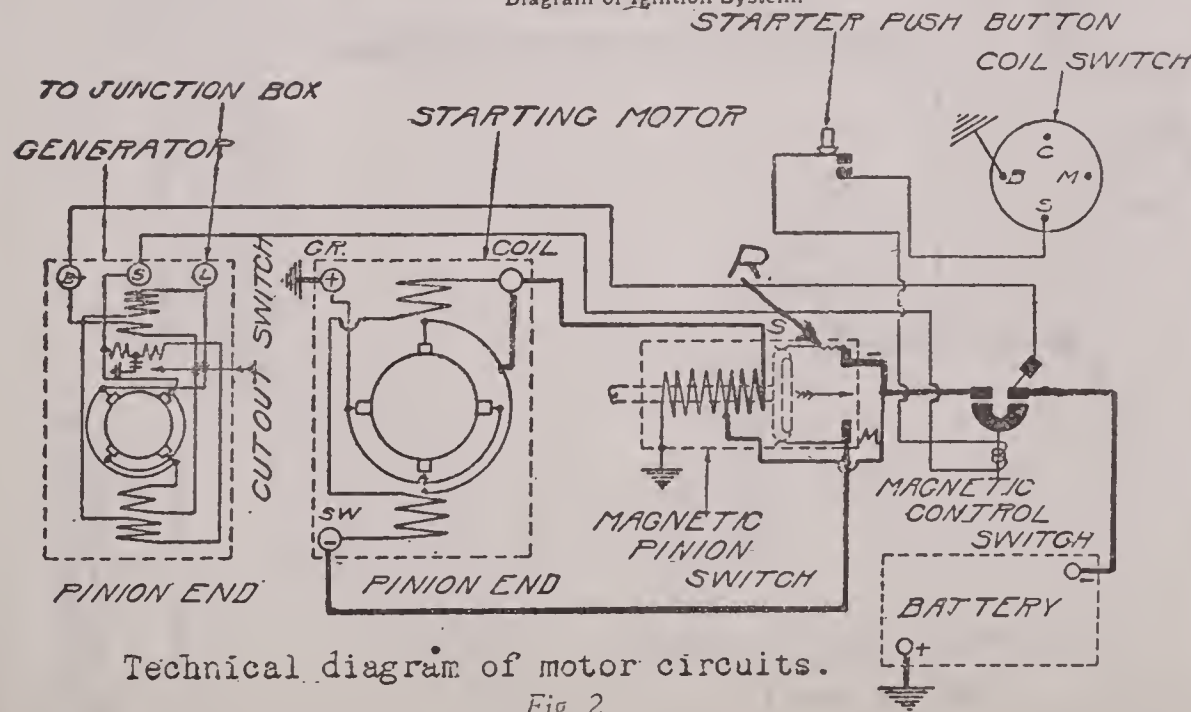 Diagram of Ignition System.
STARTER PUSH BUTTON
COIL SWITCH
TO JUNCTION BOX
STARTING MOTOR
GENERATOR
C
B
M
S
GR.
COIL
R.
B
S
L
+
CUTOUT SWITCH
S
-
M
SW
-
MAGNETIC
PINION
SWITCH
MAGNETIC
CONTROL
SWITCH
PINION END
PINION END
-
BATTERY
+
Technical diagram of motor circuits.
Fig. 2